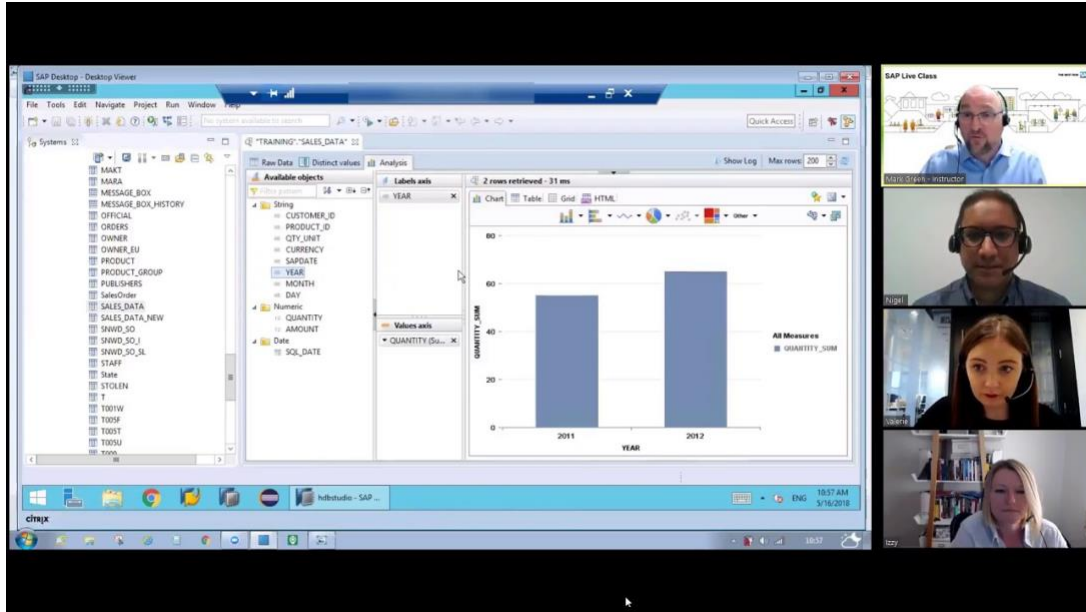 SAP Desktop - Desktop Viewer
File Tools Edit Navigate Project Run Window Help
Quick Access
Systems
MAKT
MARA
MESSAGE_BOX
MESSAGE_BOX_HISTORY
OFFICIAL
ORDERS
OWNER
OWNER_EU
PRODUCT
PRODUCT_GROUP
PUBLISHERS
SalesOrder
SALES_DATA
SALES_DATA_NEW
SNWD_SO
SNWD_SO_I
SNWD_SO_SL
STAFF
State
STOLEN
T
T001W
T005F
T005T
T005U
*"TRAINING"."SALES_DATA"
Raw Data Distinct values Analysis
Show Log Max rows: 200
Available objects
Filter pattern
String
CUSTOMER_ID
PRODUCT_ID
QTY_UNIT
CURRENCY
SAPDATE
YEAR
MONTH
DAY
Numeric
QUANTITY
AMOUNT
Date
SQL_DATE
Labels axis
YEAR
Values axis
QUANTITY (Su...
2 rows retrieved - 31 ms
Chart Table Grid HTML
Other
80
60
40
20
0
QUANTITY_SUM
2011 2012
YEAR
All Measures
QUANTITY_SUM
hdbstudio - SAP ...
ENG
10:57 AM
5/16/2018
CITRIX
10:57
SAP Live Class
Mark Green - Instructor
Nigel
Valerie
Izzy